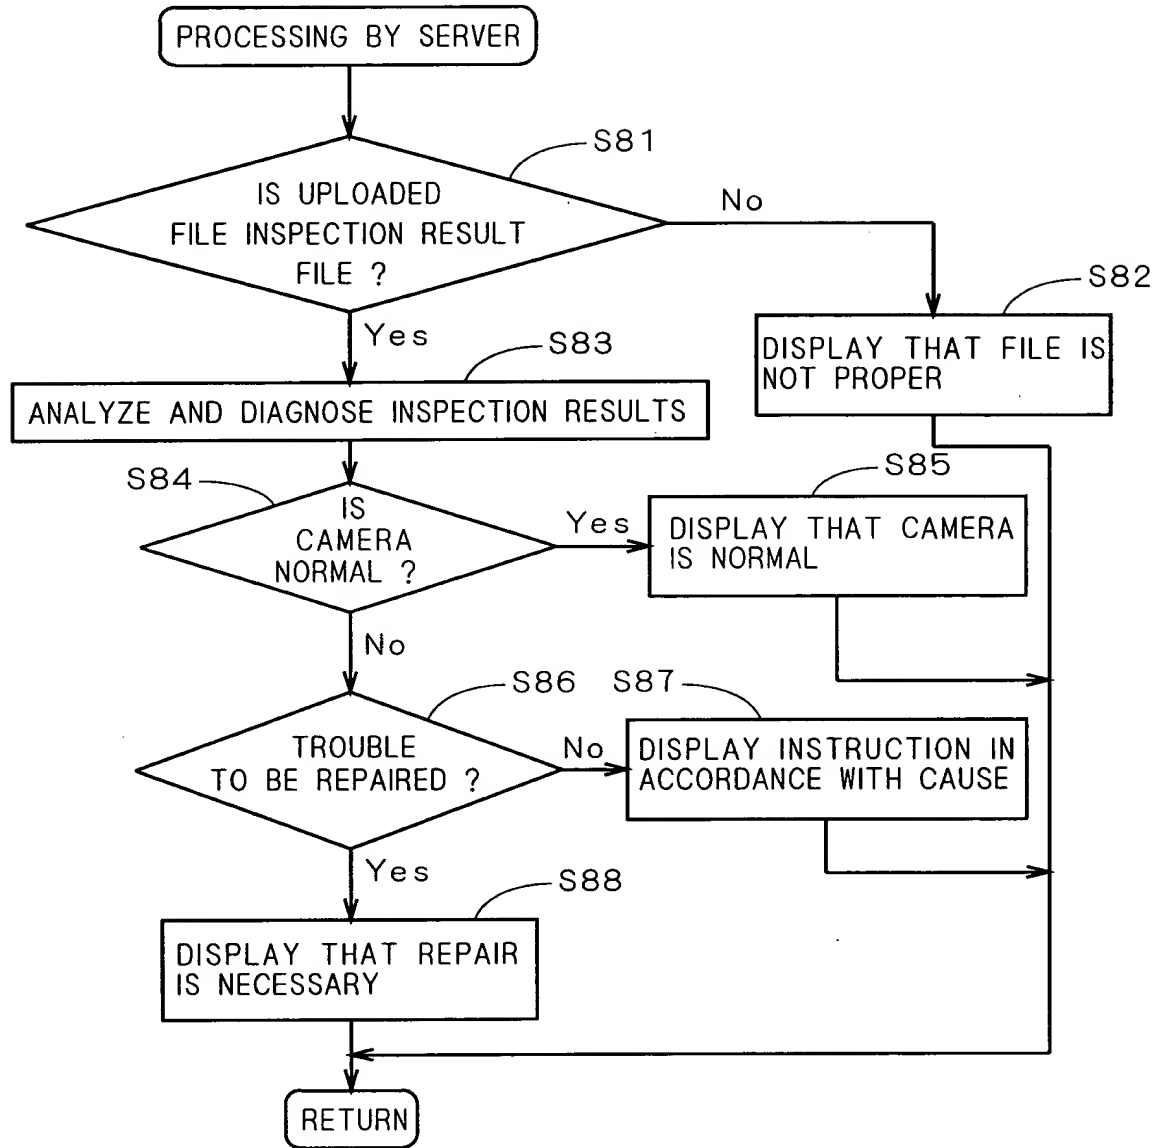 PROCESSING BY SERVER
S81
IS UPLOADED
FILE INSPECTION RESULT
FILE ?
No
Yes
S82
DISPLAY THAT FILE IS
NOT PROPER
S83
ANALYZE AND DIAGNOSE INSPECTION RESULTS
S84
IS
CAMERA
NORMAL ?
Yes
No
S85
DISPLAY THAT CAMERA
IS NORMAL
S86
TROUBLE
TO BE REPAIRED ?
No
Yes
S87
DISPLAY INSTRUCTION IN
ACCORDANCE WITH CAUSE
S88
DISPLAY THAT REPAIR
IS NECESSARY
RETURN